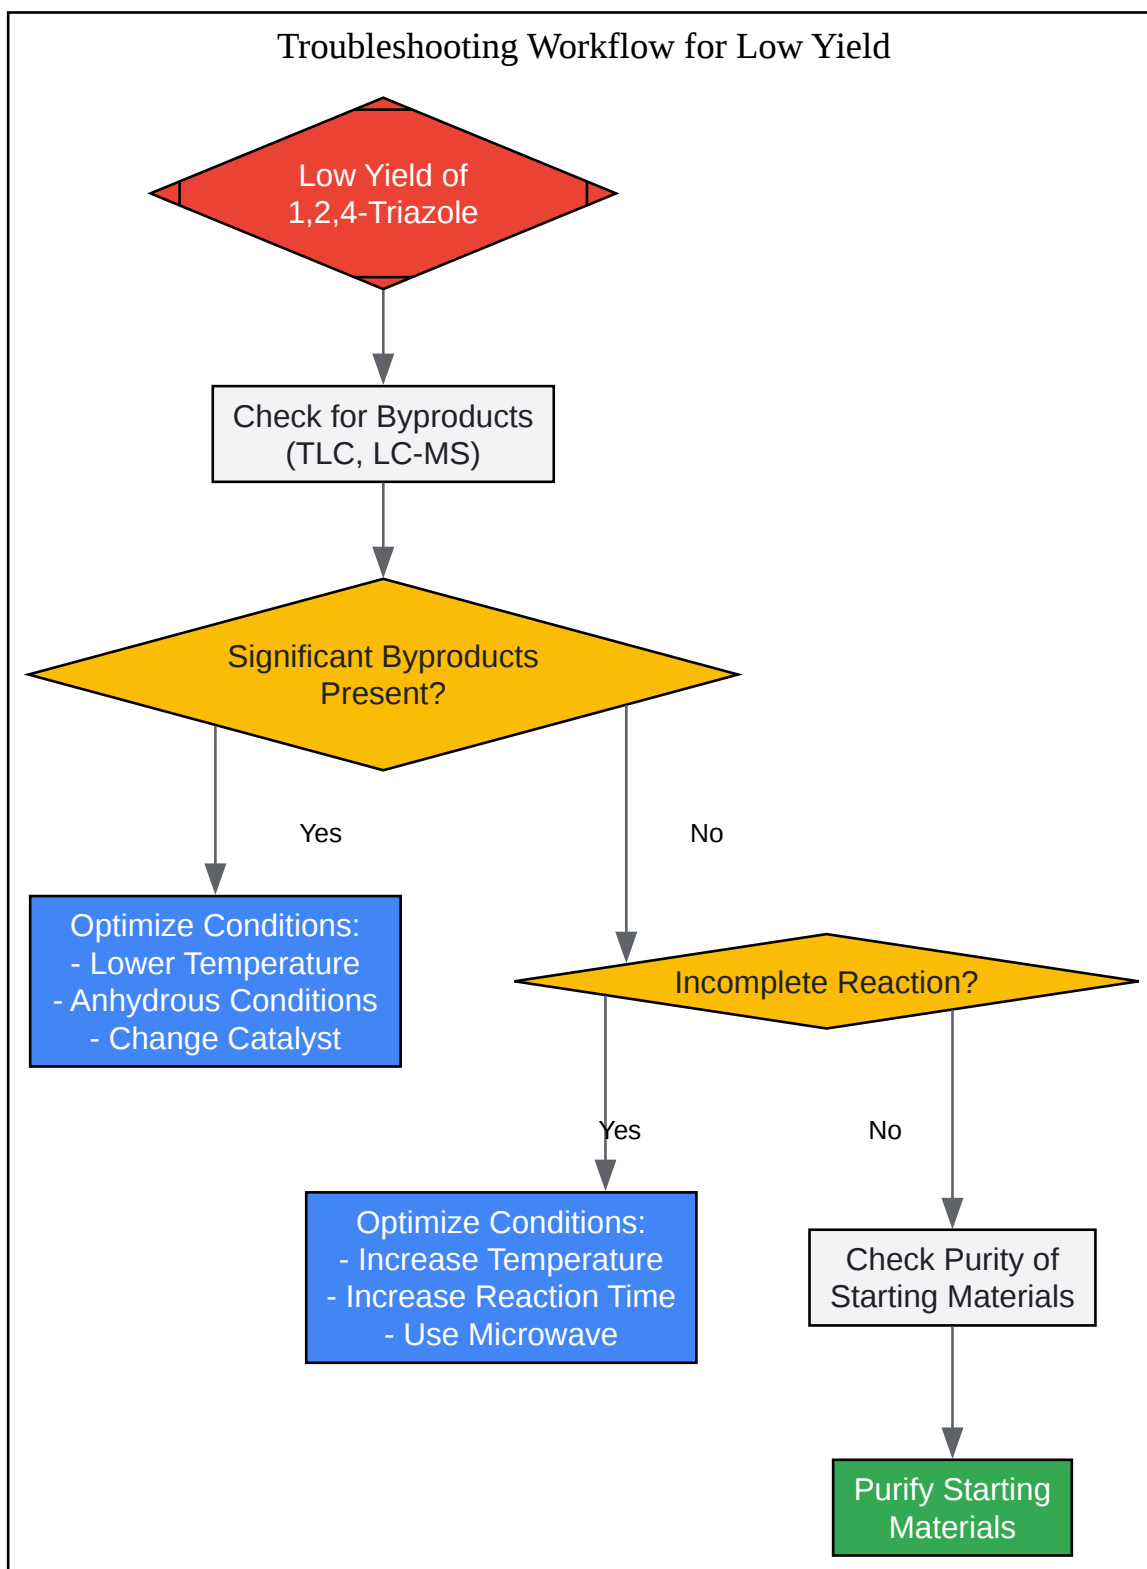 Troubleshooting Workflow for Low Yield
Low Yield of
1,2,4-Triazole
Check for Byproducts
(TLC, LC-MS)
Significant Byproducts
Present?
Yes
No
Optimize Conditions:
- Lower Temperature
- Anhydrous Conditions
- Change Catalyst
Incomplete Reaction?
Yes
No
Optimize Conditions:
- Increase Temperature
- Increase Reaction Time
- Use Microwave
Check Purity of
Starting Materials
Purify Starting
Materials